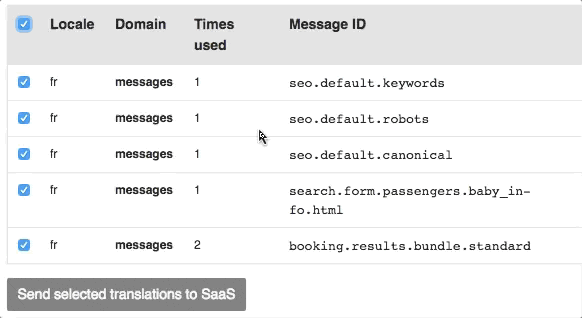 Locale Domain Times used Message ID
fr messages 1 seo.default.keywords
fr messages 1 seo.default.robots
fr messages 1 seo.default.canonical
fr messages 1 search.form.passengers.baby_in-
fo.html
fr messages 2 booking.results.bundle.standard
Send selected translations to SaaS